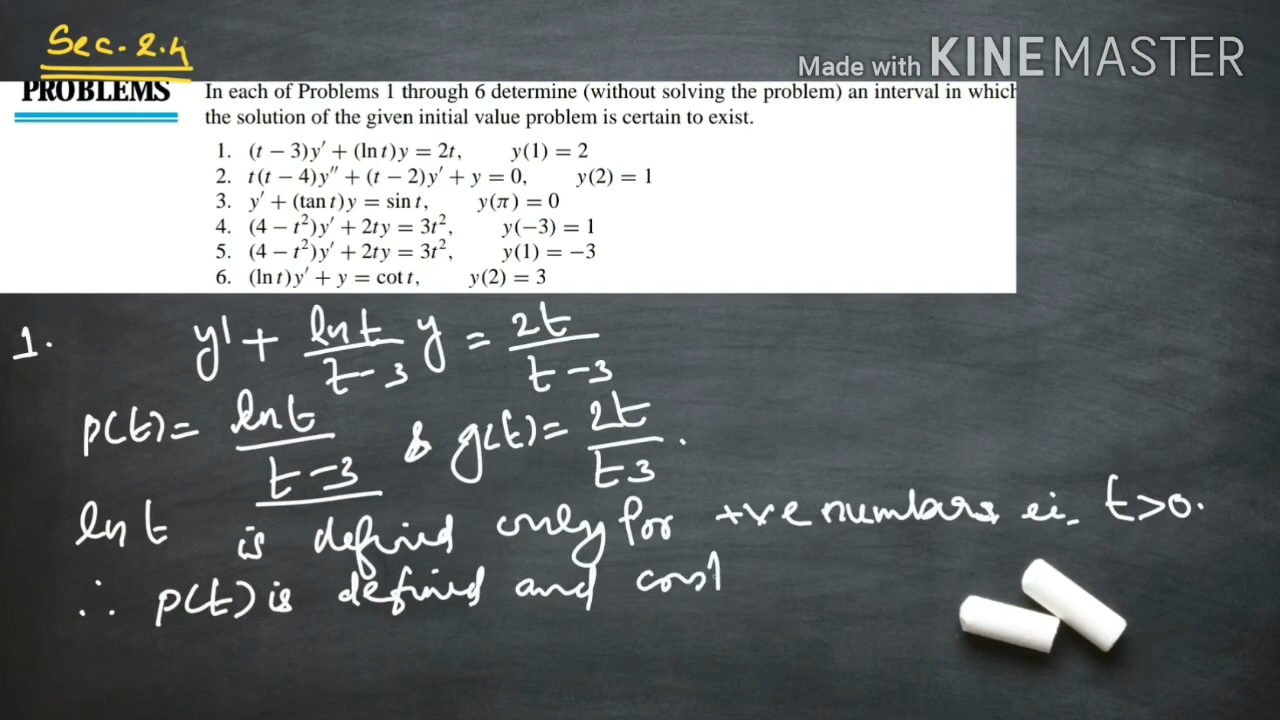 Sec. 2.4
Made with KINEMASTER
PROBLEMS
In each of Problems 1 through 6 determine (without solving the problem) an interval in which
the solution of the given initial value problem is certain to exist.
1. (t − 3)y′ + (ln t)y = 2t, y(1) = 2
2. t(t − 4)y″ + (t − 2)y′ + y = 0, y(2) = 1
3. y′ + (tan t)y = sin t, y(π) = 0
4. (4 − t²)y′ + 2ty = 3t², y(−3) = 1
5. (4 − t²)y′ + 2ty = 3t², y(1) = −3
6. (ln t)y′ + y = cot t, y(2) = 3
1. y' + ln t / t-3 y = 2t / t-3
p(t) = ln t / t-3 & g(t) = 2t / t3 .
ln t is defined only for +ve numbars ei. t>0.
∴ p(t) is defined and cont